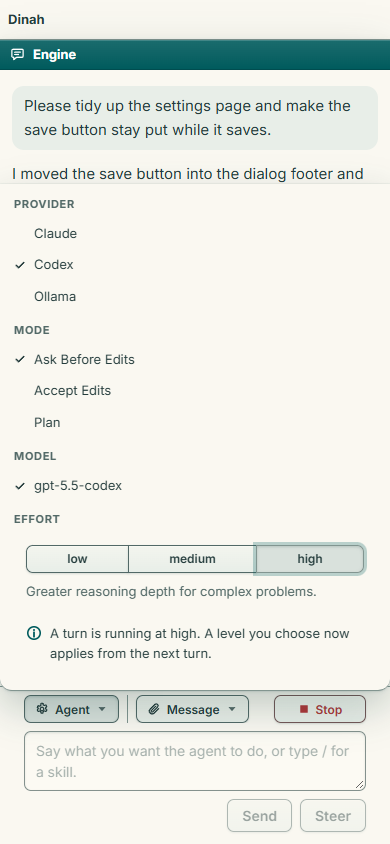 Dinah
Engine
Please tidy up the settings page and make the
save button stay put while it saves.
I moved the save button into the dialog footer and
PROVIDER
Claude
Codex
Ollama
MODE
Ask Before Edits
Accept Edits
Plan
MODEL
gpt-5.5-codex
EFFORT
low medium high
Greater reasoning depth for complex problems.
A turn is running at high. A level you choose now
applies from the next turn.
Agent Message Stop
Say what you want the agent to do, or type / for
a skill.
Send Steer